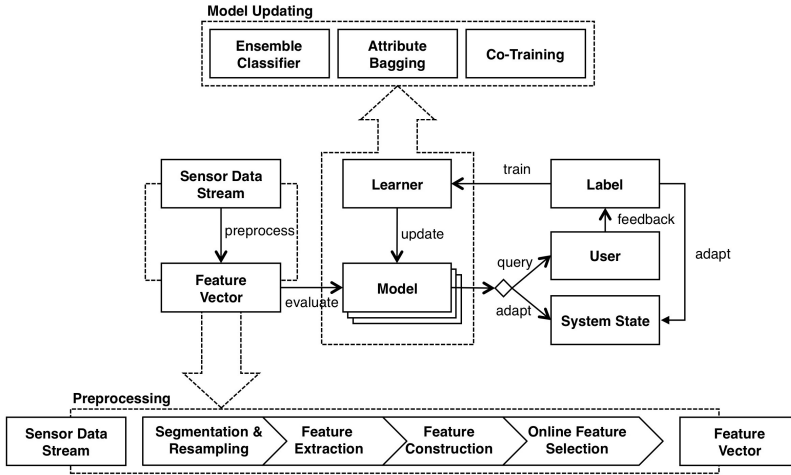 Model Updating
Ensemble
Classifier
Attribute
Bagging
Co-Training
Sensor Data
Stream
Learner
train
Label
preprocess
update
feedback
User
adapt
query
Feature
Vector
evaluate
Model
adapt
System State
Preprocessing
Sensor Data
Stream
Segmentation &
Resampling
Feature
Extraction
Feature
Construction
Online Feature
Selection
Feature
Vector